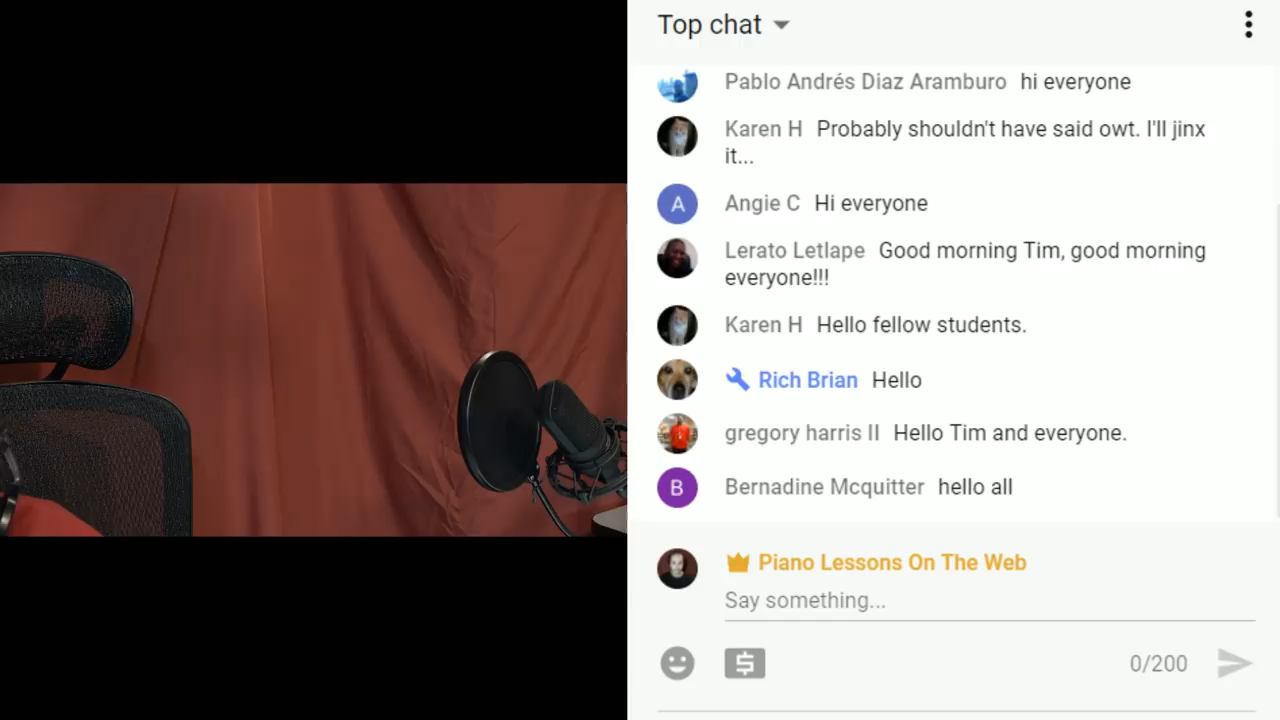 Top chat
Pablo Andrés Diaz Aramburo hi everyone
Karen H Probably shouldn't have said owt. I'll jinx
it...
A
Angie C Hi everyone
Lerato Letlape Good morning Tim, good morning
everyone!!!
Karen H Hello fellow students.
Rich Brian Hello
gregory harris II Hello Tim and everyone.
B
Bernadine Mcquitter hello all
Piano Lessons On The Web
Say something...
$
0/200